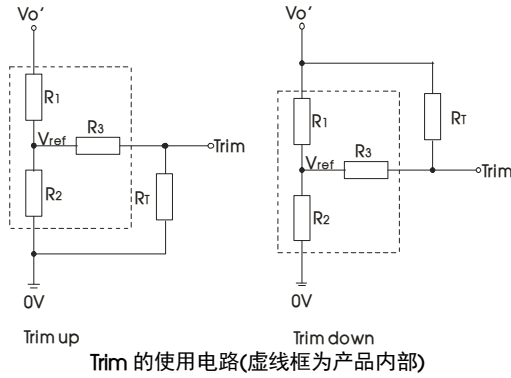 Vo'
R1
R3
Vref
Trim
R2
RT
0V
Trim up
Vo'
R1
RT
R3
Vref
Trim
R2
0V
Trim down
Trim 的使用电路(虚线框为产品内部)